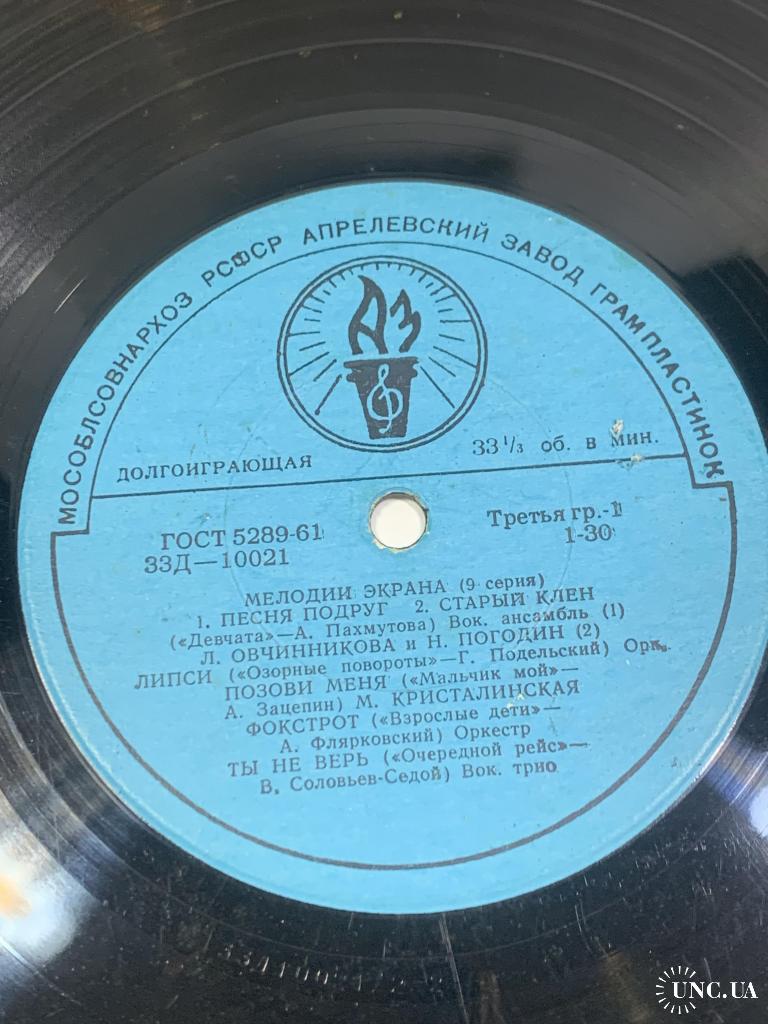 МОСОБЛСОВНАРХОЗ РСФСР АПРЕЛЕВСКИЙ ЗАВОД ГРАМПЛАСТИНОК
АЗ
ДОЛГОИГРАЮЩАЯ
33 1/3 об. в мин.
ГОСТ 5289-61
Третья гр.-1
33Д—10021
1-30
МЕЛОДИИ ЭКРАНА (9 серия)
1. ПЕСНЯ ПОДРУГ 2. СТАРЫЙ КЛЕН
(«Девчата»—А. Пахмутова) Вок. ансамбль (1)
Л. ОВЧИННИКОВА и Н. ПОГОДИН (2)
ЛИПСИ («Озорные повороты»—Г. Подельский) Орк.
ПОЗОВИ МЕНЯ («Мальчик мой»—
А. Зацепин) М. КРИСТАЛИНСКАЯ
ФОКСТРОТ («Взрослые дети»—
А. Флярковский) Оркестр
ТЫ НЕ ВЕРЬ («Очередной рейс»—
В. Соловьев-Седой) Вок. трио
UNC.UA